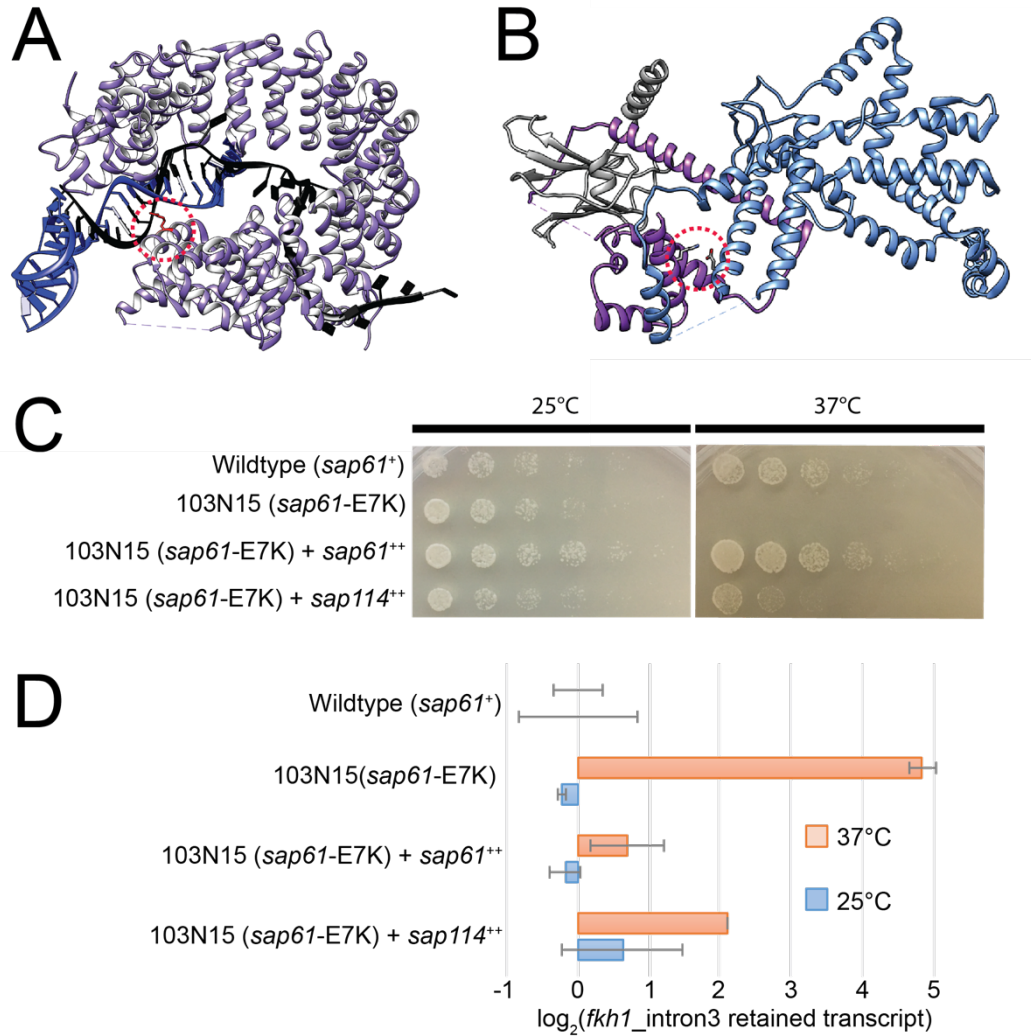 A
B
C
25°C
37°C
Wildtype (sap61⁺)
103N15 (sap61-E7K)
103N15 (sap61-E7K) + sap61⁺⁺
103N15 (sap61-E7K) + sap114⁺⁺
D
Wildtype (sap61⁺)
103N15(sap61-E7K)
103N15 (sap61-E7K) + sap61⁺⁺
103N15 (sap61-E7K) + sap114⁺⁺
37°C
25°C
-1 0 1 2 3 4 5
log₂(fkh1_intron3 retained transcript)